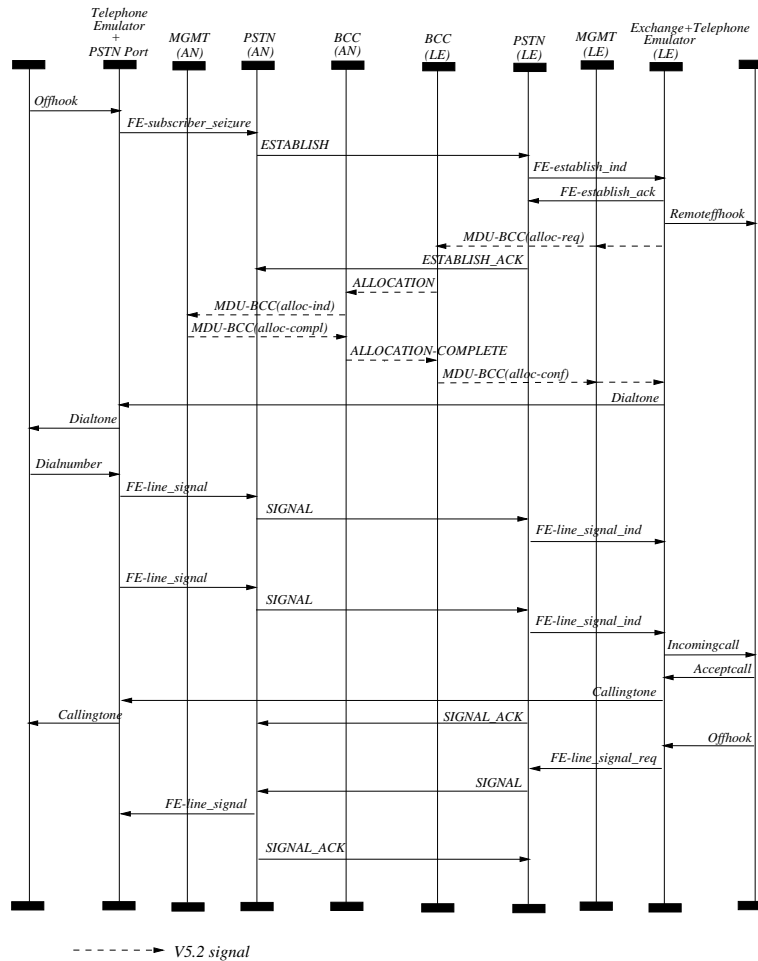 Telephone
Emulator
+
PSTN Port
MGMT
(AN)
PSTN
(AN)
BCC
(AN)
BCC
(LE)
PSTN
(LE)
MGMT
(LE)
Exchange+Telephone
Emulator
(LE)
Offhook
FE-subscriber_seizure
ESTABLISH
FE-establish_ind
FE-establish_ack
Remoteffhook
MDU-BCC(alloc-req)
ESTABLISH_ACK
ALLOCATION
MDU-BCC(alloc-ind)
MDU-BCC(alloc-compl)
ALLOCATION-COMPLETE
MDU-BCC(alloc-conf)
Dialtone
Dialtone
Dialnumber
FE-line_signal
SIGNAL
FE-line_signal_ind
FE-line_signal
SIGNAL
FE-line_signal_ind
Incomingcall
Acceptcall
Callingtone
Callingtone
SIGNAL_ACK
Offhook
FE-line_signal_req
SIGNAL
FE-line_signal
SIGNAL_ACK
V5.2 signal